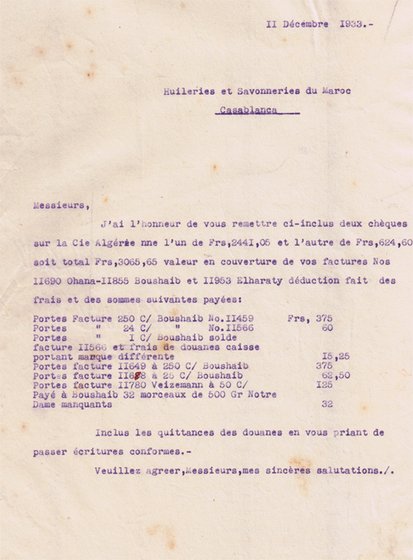 II Décembre I933.-
Huileries et Savonneries du Maroc
Casablanca
Messieurs,
J'ai l'honneur de vous remettre ci-inclus deux chèques
sur la Cie Algérie nne l'un de Frs,244I,05 et l'autre de Frs,624,60
soit total Frs,3065,65 valeur en couverture de vos factures Nos
II690 Ohana-II855 Boushaib et II953 Elharaty déduction fait des
frais et des sommes suivantes payées:
Portes Facture 250 C/ Boushaib No.II459 Frs, 375
Portes " 24 C/ " No.II566 60
Portes " I C/ Boushaib solde
facture II566 et frais de douanes caisse
portant marque différente I5,25
Portes facture II649 à 250 C/ Boushaib 375
Portes facture à 25 C/ Boushaib 62,50
Portes facture II780 Veizemann à 50 C/ I25
Payé à Boushaib 32 morceaux de 500 Gr Notre
Dame manquants 32
Inclus les quittances des douanes en vous priant de
passer écritures conformes.-
Veuillez agreer,Messieurs,mes sincères salutations./.